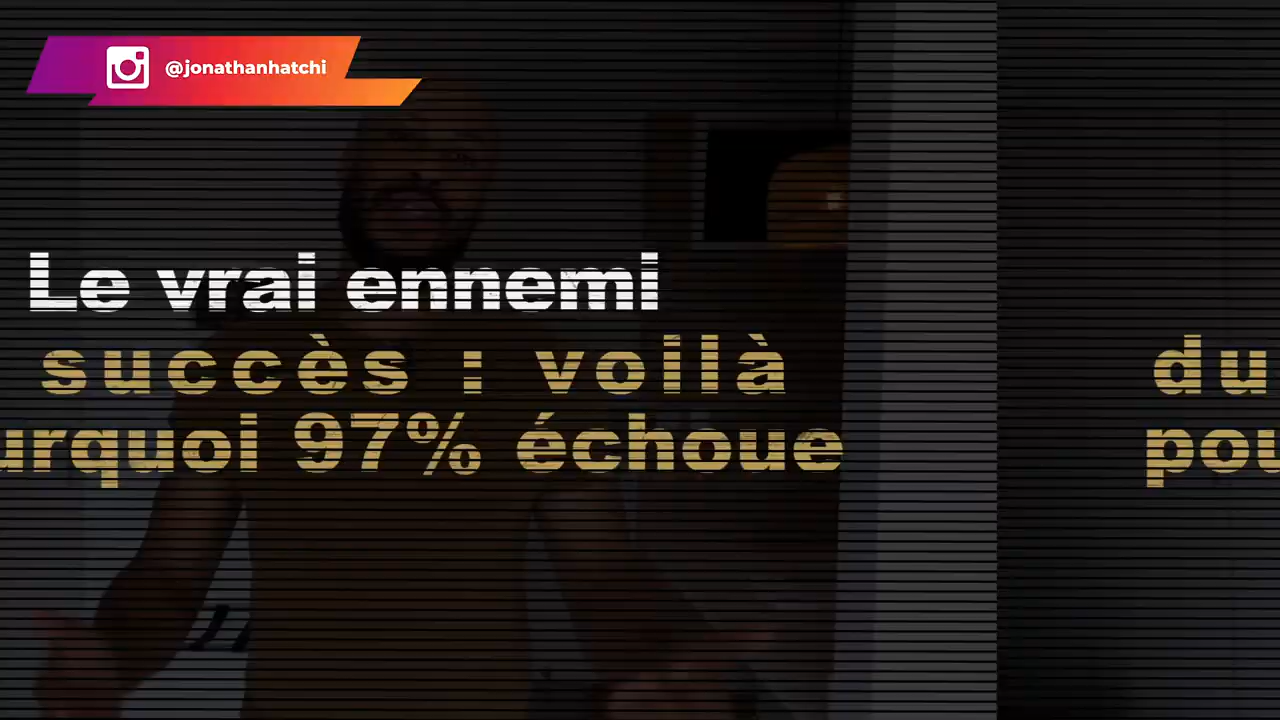 @jonathanhatchi
Le vrai ennemi
succès : voilà
du
urquoi 97% échoue
pou